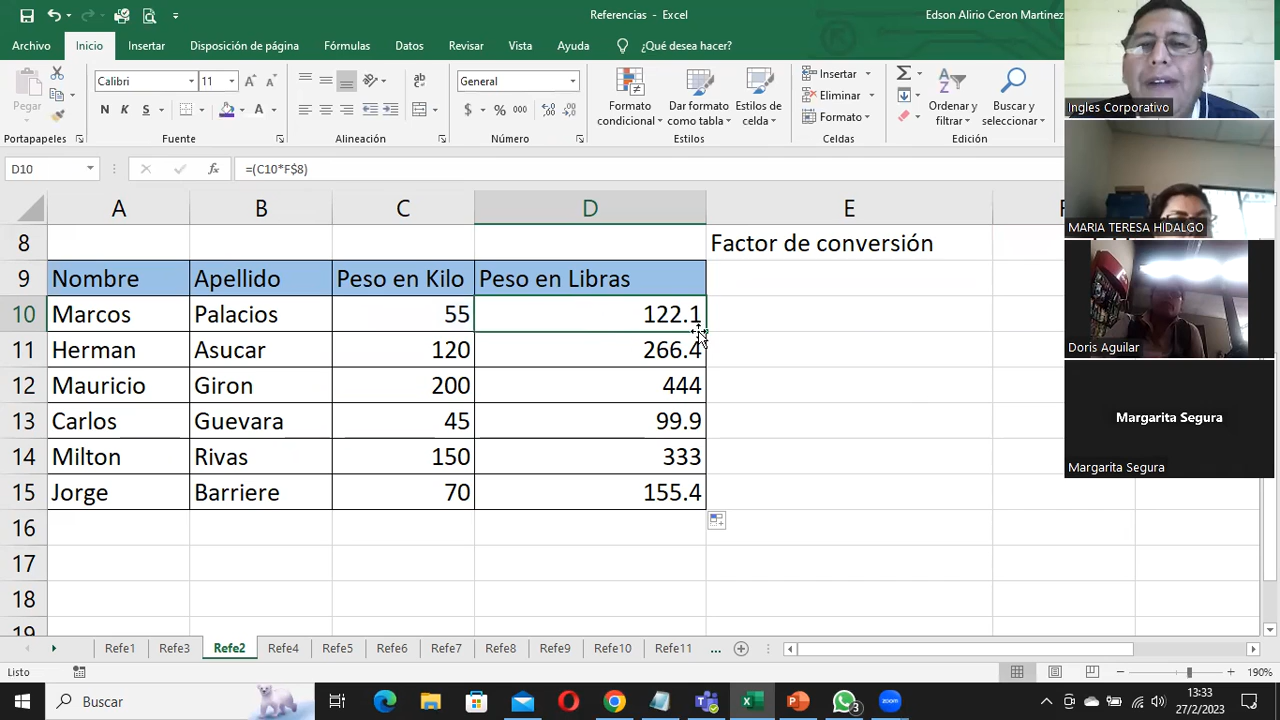 Referencias - Excel
Edson Alirio Ceron Martinez
Archivo Inicio Insertar Disposición de página Fórmulas Datos Revisar Vista Ayuda ¿Qué desea hacer?
Pegar
Calibri 11
N K S
General
$ % 000
Formato condicional
Dar formato como tabla
Estilos de celda
Insertar
Eliminar
Formato
Ordenar y filtrar
Buscar y seleccionar
Portapapeles Fuente Alineación Número Estilos Celdas Edición
D10 fx =(C10*F$8)
A B C D E
8 Factor de conversión
9 Nombre Apellido Peso en Kilo Peso en Libras
10 Marcos Palacios 55 122.1
11 Herman Asucar 120 266.4
12 Mauricio Giron 200 444
13 Carlos Guevara 45 99.9
14 Milton Rivas 150 333
15 Jorge Barriere 70 155.4
16
17
18
19
Refe1 Refe3 Refe2 Refe4 Refe5 Refe6 Refe7 Refe8 Refe9 Refe10 Refe11 ...
Listo
190%
Buscar
3
zoom
13:33
27/2/2023
Ingles Corporativo
MARIA TERESA HIDALGO
Doris Aguilar
Margarita Segura
Margarita Segura